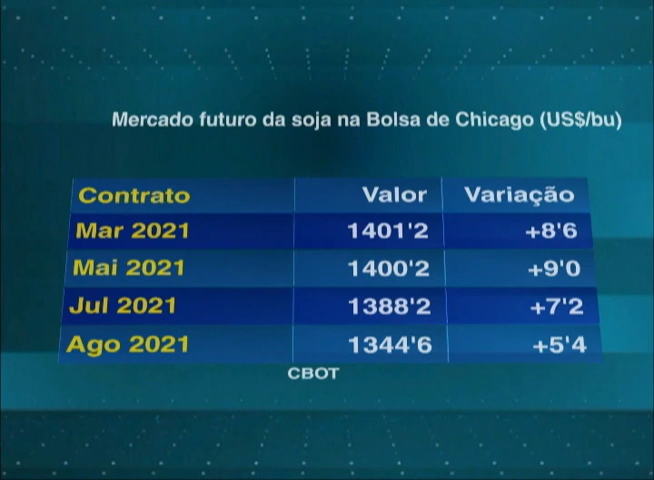 Mercado futuro da soja na Bolsa de Chicago (US$/bu)
Contrato Valor Variação
Mar 2021 1401'2 +8'6
Mai 2021 1400'2 +9'0
Jul 2021 1388'2 +7'2
Ago 2021 1344'6 +5'4
CBOT